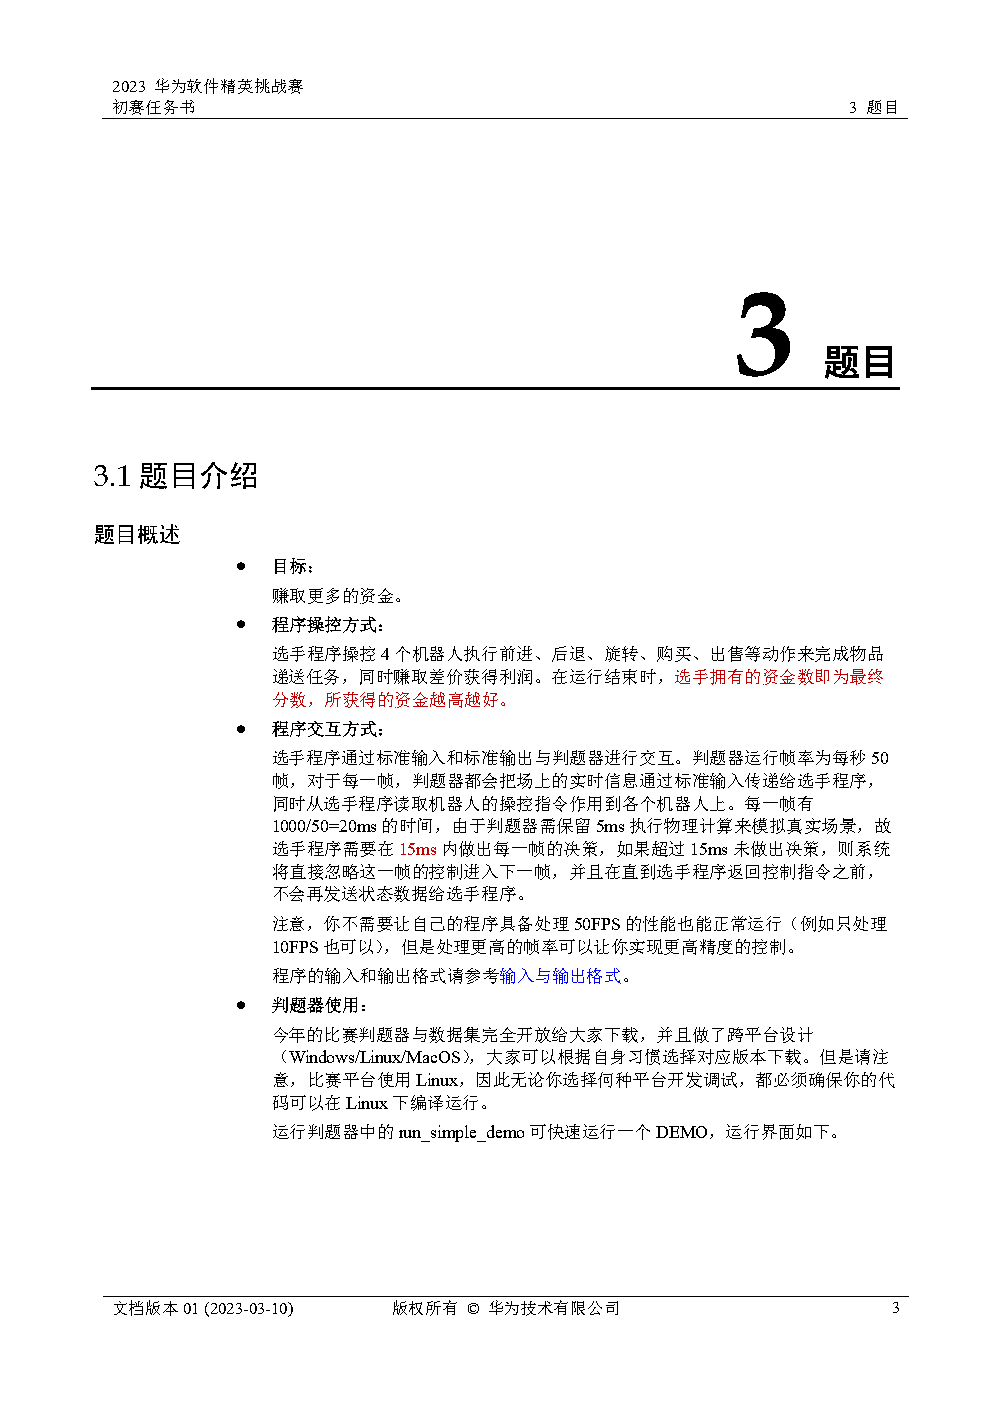 2023 华为软件精英挑战赛
初赛任务书
3 题目
3 题目
3.1 题目介绍
题目概述
● 目标：
赚取更多的资金。
● 程序操控方式：
选手程序操控 4 个机器人执行前进、后退、旋转、购买、出售等动作来完成物品
递送任务，同时赚取差价获得利润。在运行结束时，选手拥有的资金数即为最终
分数，所获得的资金越高越好。
● 程序交互方式：
选手程序通过标准输入和标准输出与判题器进行交互。判题器运行帧率为每秒 50
帧，对于每一帧，判题器都会把场上的实时信息通过标准输入传递给选手程序，
同时从选手程序读取机器人的操控指令作用到各个机器人上。每一帧有
1000/50=20ms 的时间，由于判题器需保留 5ms 执行物理计算来模拟真实场景，故
选手程序需要在 15ms 内做出每一帧的决策，如果超过 15ms 未做出决策，则系统
将直接忽略这一帧的控制进入下一帧，并且在直到选手程序返回控制指令之前，
不会再发送状态数据给选手程序。
注意，你不需要让自己的程序具备处理 50FPS 的性能也能正常运行（例如只处理
10FPS 也可以），但是处理更高的帧率可以让你实现更高精度的控制。
程序的输入和输出格式请参考输入与输出格式。
● 判题器使用：
今年的比赛判题器与数据集完全开放给大家下载，并且做了跨平台设计
（Windows/Linux/MacOS），大家可以根据自身习惯选择对应版本下载。但是请注
意，比赛平台使用 Linux，因此无论你选择何种平台开发调试，都必须确保你的代
码可以在 Linux 下编译运行。
运行判题器中的 run_simple_demo 可快速运行一个 DEMO，运行界面如下。
文档版本 01 (2023-03-10) 版权所有 © 华为技术有限公司 3